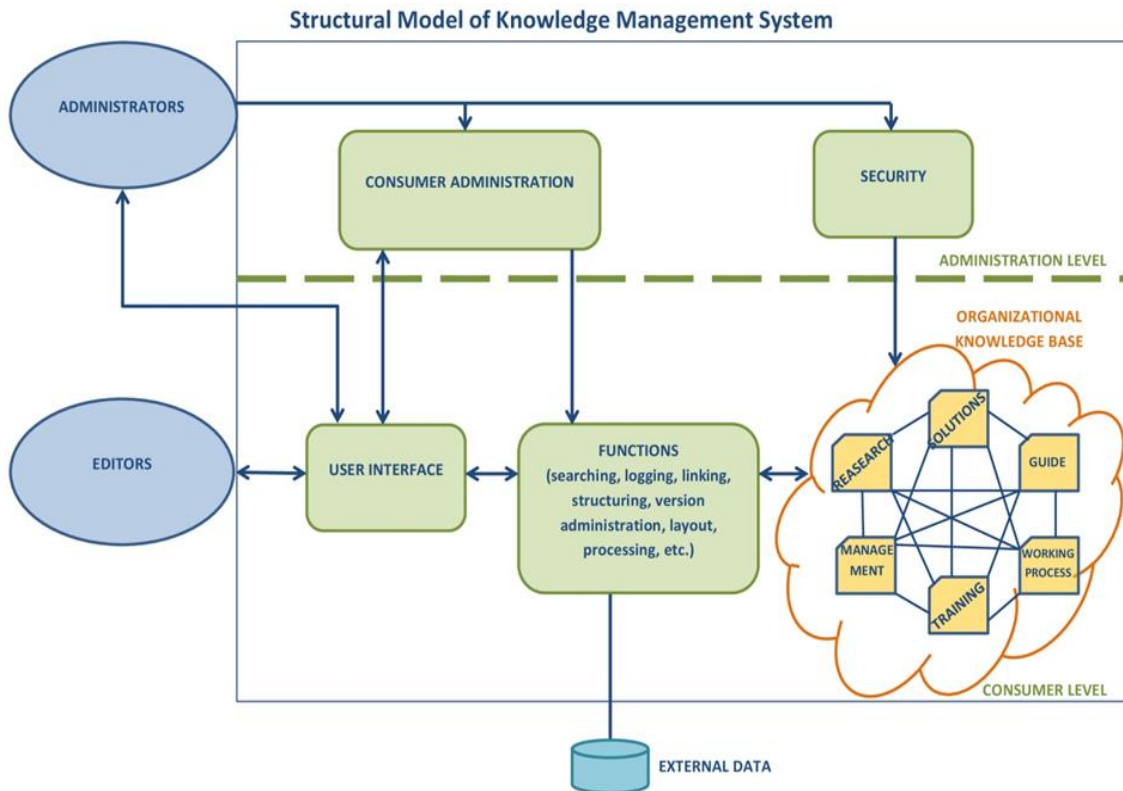 Structural Model of Knowledge Management System
ADMINISTRATORS
CONSUMER ADMINISTRATION
SECURITY
ADMINISTRATION LEVEL
ORGANIZATIONAL
KNOWLEDGE BASE
EDITORS
USER INTERFACE
FUNCTIONS
(searching, logging, linking,
structuring, version
administration, layout,
processing, etc.)
SOLUTIONS
REASEARCH
GUIDE
MANAGE
MENT
WORKING
PROCESS
TRAINING
CONSUMER LEVEL
EXTERNAL DATA